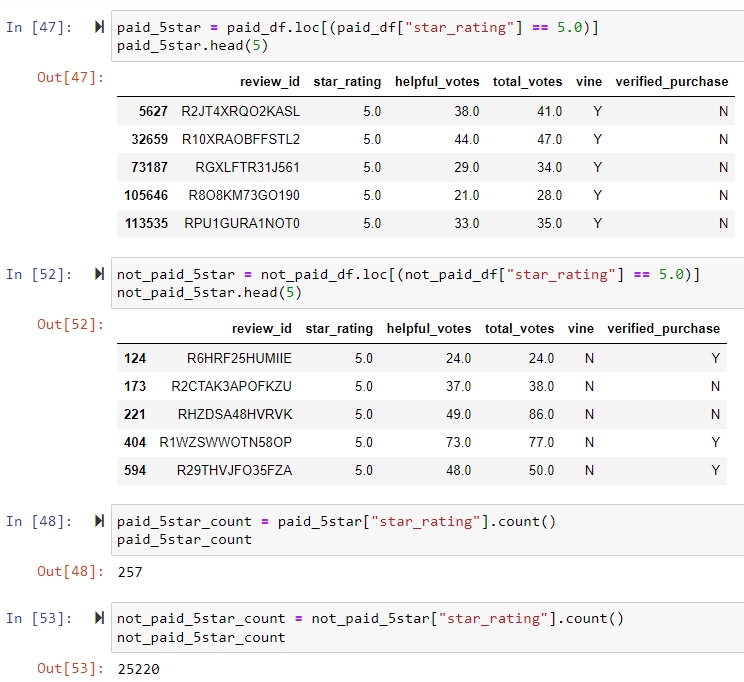 In [47]: paid_5star = paid_df.loc[(paid_df["star_rating"] == 5.0)]
paid_5star.head(5)
Out[47]:
review_id star_rating helpful_votes total_votes vine verified_purchase
5627 R2JT4XRQO2KASL 5.0 38.0 41.0 Y N
32659 R10XRAOBFFSTL2 5.0 44.0 47.0 Y N
73187 RGXLFTR31J561 5.0 29.0 34.0 Y N
105646 R8O8KM73GO190 5.0 21.0 28.0 Y N
113535 RPU1GURA1NOT0 5.0 33.0 35.0 Y N
In [52]: not_paid_5star = not_paid_df.loc[(not_paid_df["star_rating"] == 5.0)]
not_paid_5star.head(5)
Out[52]:
review_id star_rating helpful_votes total_votes vine verified_purchase
124 R6HRF25HUMIIE 5.0 24.0 24.0 N Y
173 R2CTAK3APOFKZU 5.0 37.0 38.0 N N
221 RHZDSA48HVRVK 5.0 49.0 86.0 N N
404 R1WZSWWOTN58OP 5.0 73.0 77.0 N Y
594 R29THVJFO35FZA 5.0 48.0 50.0 N Y
In [48]: paid_5star_count = paid_5star["star_rating"].count()
paid_5star_count
Out[48]: 257
In [53]: not_paid_5star_count = not_paid_5star["star_rating"].count()
not_paid_5star_count
Out[53]: 25220